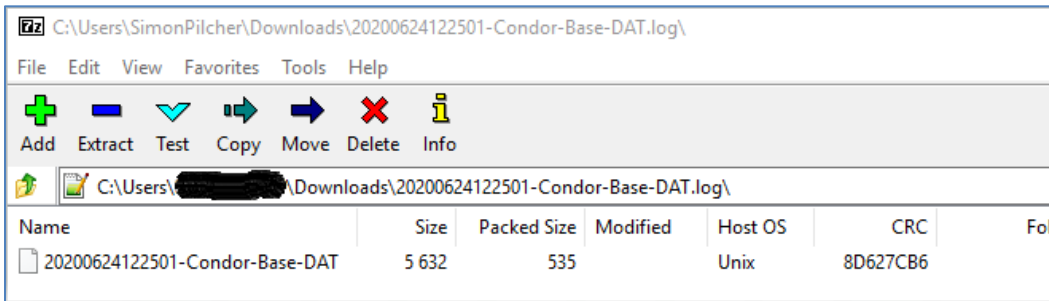 7z C:\Users\SimonPilcher\Downloads\20200624122501-Condor-Base-DAT.log\
File Edit View Favorites Tools Help
Add Extract Test Copy Move Delete Info
C:\Users\ \Downloads\20200624122501-Condor-Base-DAT.log\
Name Size Packed Size Modified Host OS CRC Fol
20200624122501-Condor-Base-DAT 5 632 535 Unix 8D627CB6